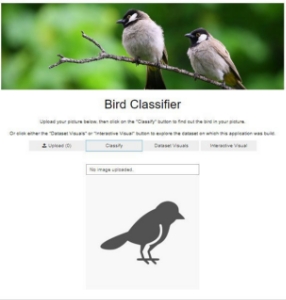 Bird Classifier
Upload your picture below, then click on the "Classify" button to find out the bird in your picture.
Or click either the "Dataset Visuals" or "Interactive Visual" button to explore the dataset on which this application was built.
Upload (0) Classify Dataset Visuals Interactive Visual
No image uploaded.